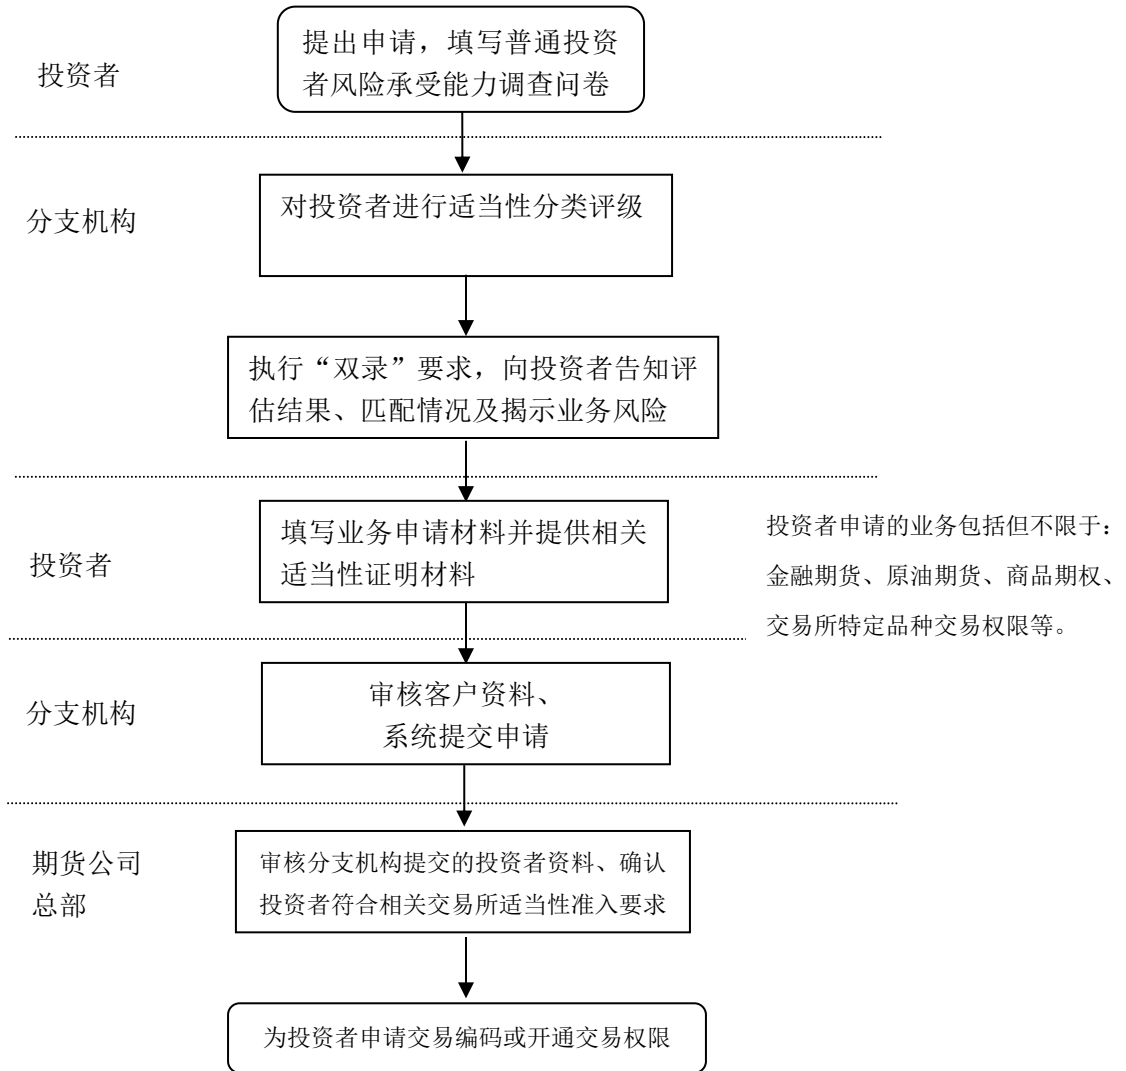 提出申请，填写普通投资
者风险承受能力调查问卷
投资者
对投资者进行适当性分类评级
分支机构
执行“双录”要求，向投资者告知评
估结果、匹配情况及揭示业务风险
填写业务申请材料并提供相关
适当性证明材料
投资者
投资者申请的业务包括但不限于：
金融期货、原油期货、商品期权、
交易所特定品种交易权限等。
审核客户资料、
系统提交申请
分支机构
期货公司
总部
审核分支机构提交的投资者资料、确认
投资者符合相关交易所适当性准入要求
为投资者申请交易编码或开通交易权限